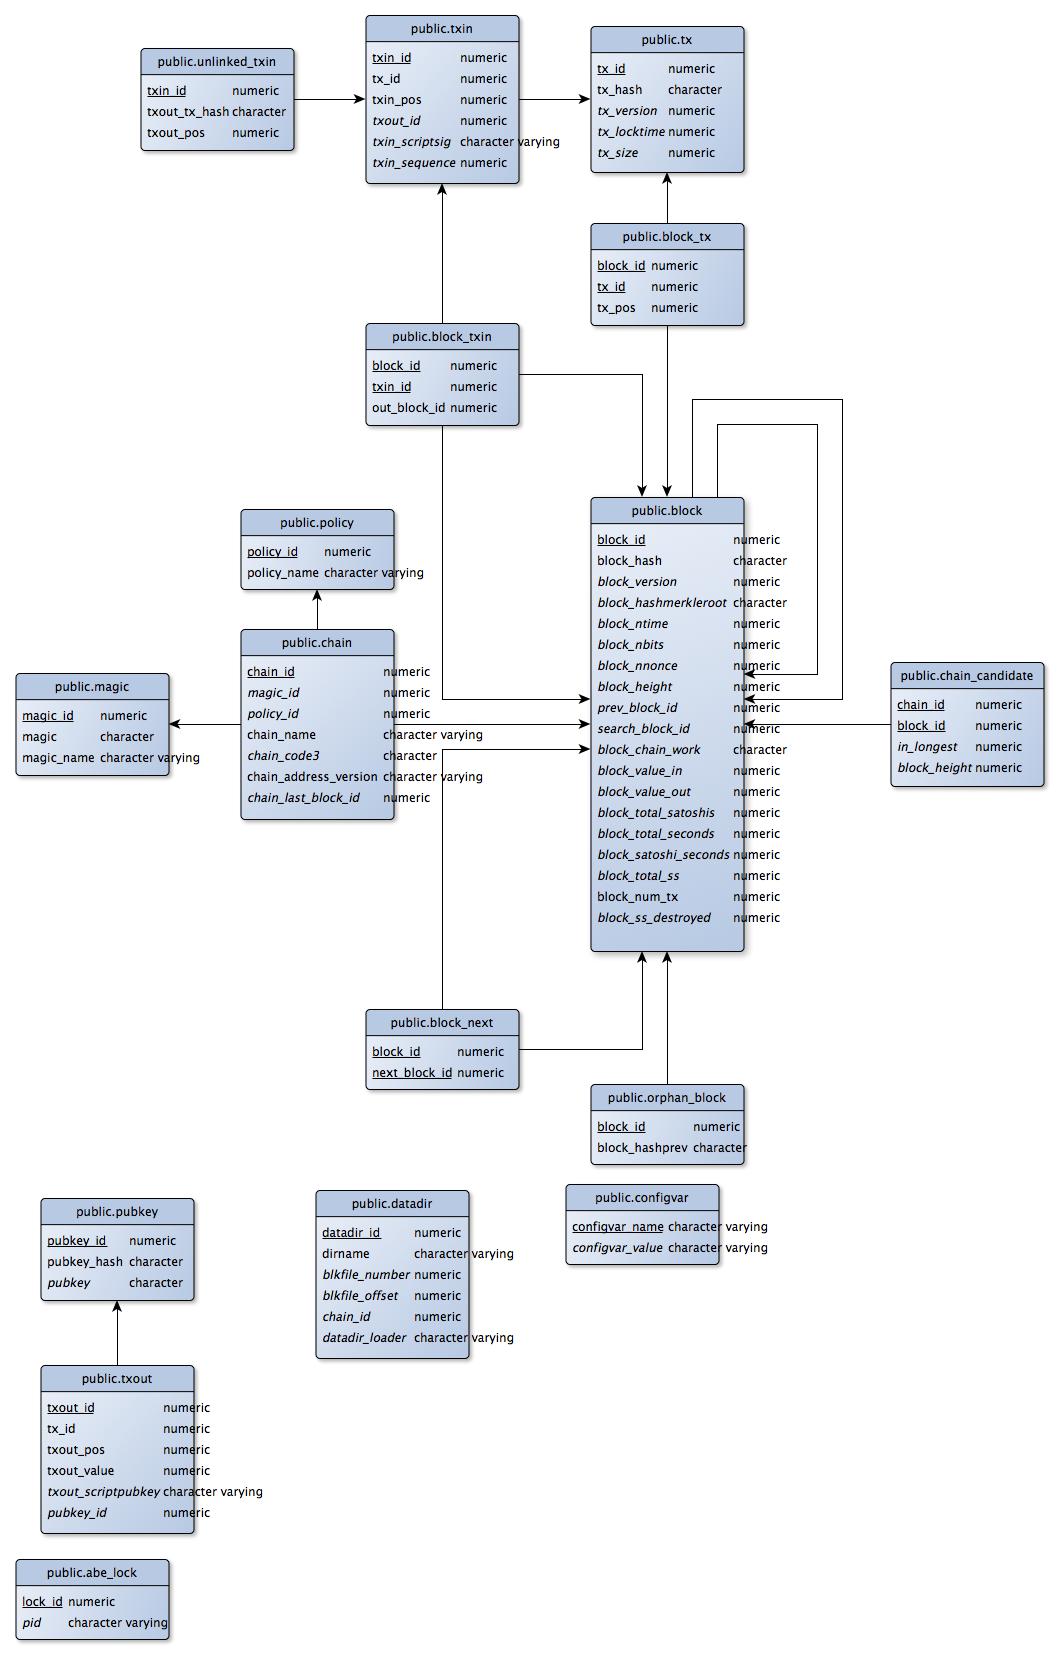 public.txin
txin_id numeric
tx_id numeric
txin_pos numeric
txout_id numeric
txin_scriptsig character varying
txin_sequence numeric
public.tx
tx_id numeric
tx_hash character
tx_version numeric
tx_locktime numeric
tx_size numeric
public.unlinked_txin
txin_id numeric
txout_tx_hash character
txout_pos numeric
public.block_tx
block_id numeric
tx_id numeric
tx_pos numeric
public.block_txin
block_id numeric
txin_id numeric
out_block_id numeric
public.block
block_id numeric
block_hash character
block_version numeric
block_hashmerkleroot character
block_ntime numeric
block_nbits numeric
block_nnonce numeric
block_height numeric
prev_block_id numeric
search_block_id numeric
block_chain_work character
block_value_in numeric
block_value_out numeric
block_total_satoshis numeric
block_total_seconds numeric
block_satoshi_seconds numeric
block_total_ss numeric
block_num_tx numeric
block_ss_destroyed numeric
public.policy
policy_id numeric
policy_name character varying
public.chain
chain_id numeric
magic_id numeric
policy_id numeric
chain_name character varying
chain_code3 character
chain_address_version character varying
chain_last_block_id numeric
public.magic
magic_id numeric
magic character
magic_name character varying
public.chain_candidate
chain_id numeric
block_id numeric
in_longest numeric
block_height numeric
public.block_next
block_id numeric
next_block_id numeric
public.orphan_block
block_id numeric
block_hashprev character
public.configvar
configvar_name character varying
configvar_value character varying
public.datadir
datadir_id numeric
dirname character varying
blkfile_number numeric
blkfile_offset numeric
chain_id numeric
datadir_loader character varying
public.pubkey
pubkey_id numeric
pubkey_hash character
pubkey character
public.txout
txout_id numeric
tx_id numeric
txout_pos numeric
txout_value numeric
txout_scriptpubkey character varying
pubkey_id numeric
public.abe_lock
lock_id numeric
pid character varying